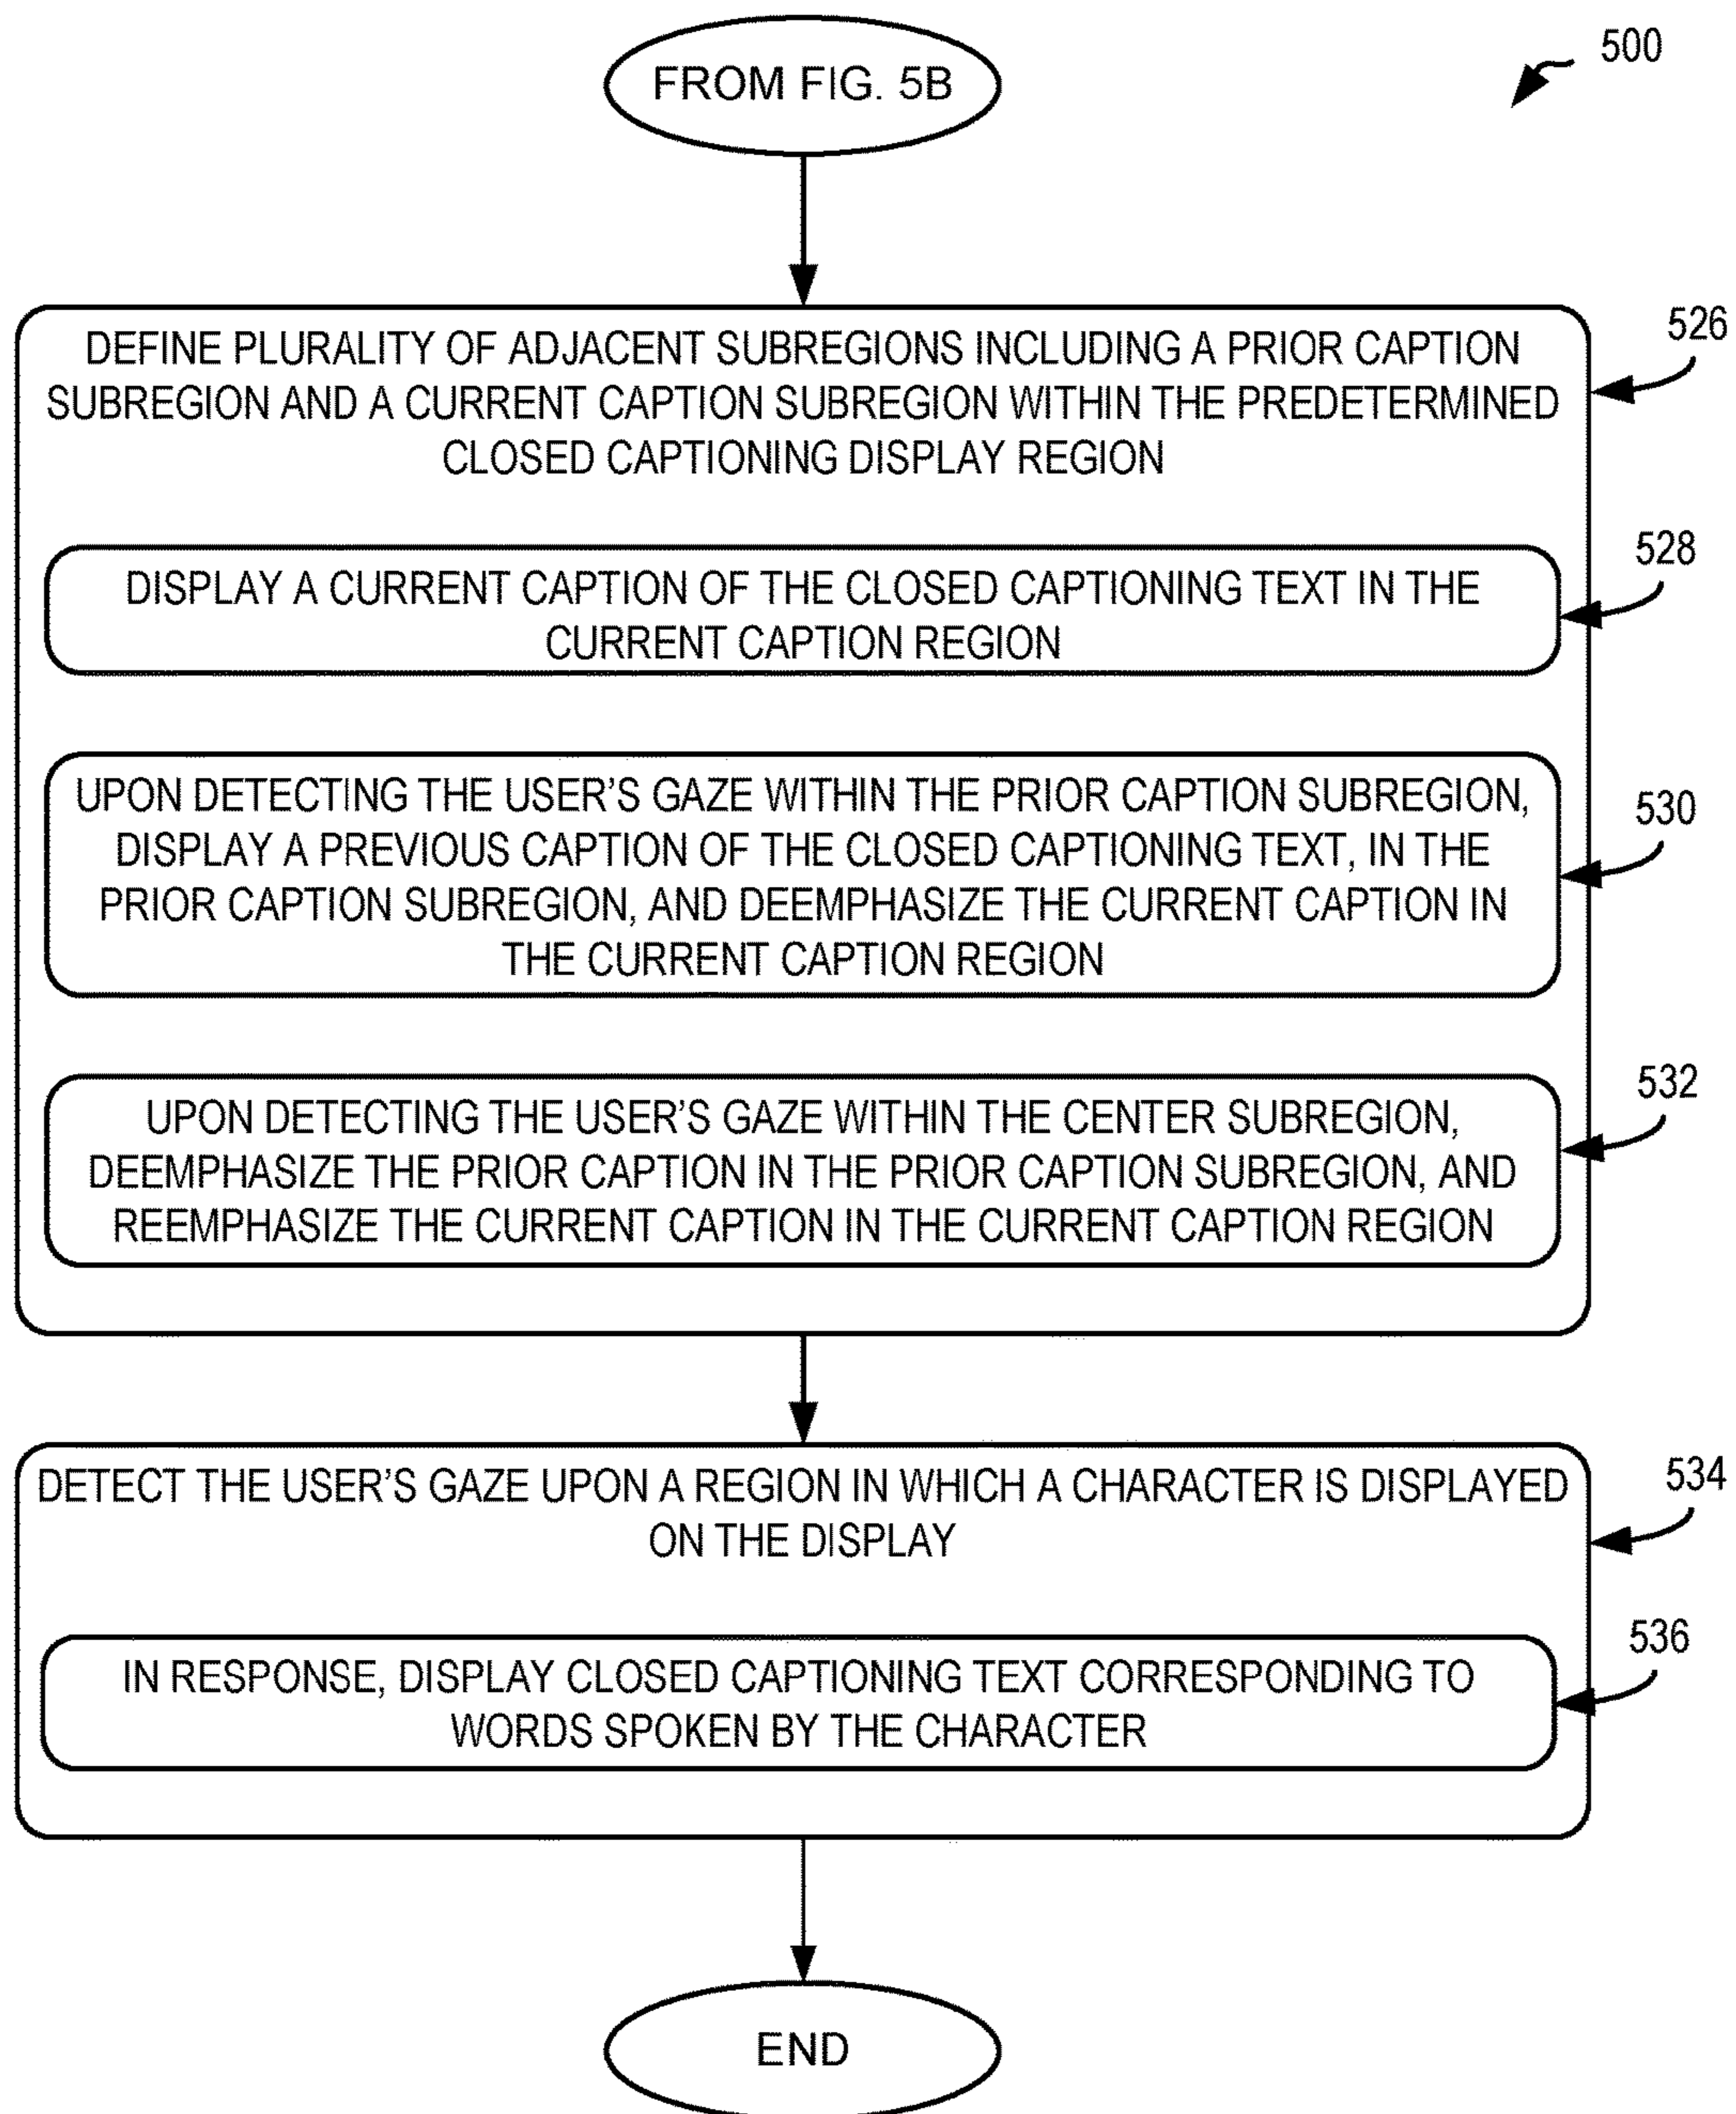 FROM FIG. 5B
500
DEFINE PLURALITY OF ADJACENT SUBREGIONS INCLUDING A PRIOR CAPTION
SUBREGION AND A CURRENT CAPTION SUBREGION WITHIN THE PREDETERMINED
CLOSED CAPTIONING DISPLAY REGION
526
DISPLAY A CURRENT CAPTION OF THE CLOSED CAPTIONING TEXT IN THE
CURRENT CAPTION REGION
528
UPON DETECTING THE USER'S GAZE WITHIN THE PRIOR CAPTION SUBREGION,
DISPLAY A PREVIOUS CAPTION OF THE CLOSED CAPTIONING TEXT, IN THE
PRIOR CAPTION SUBREGION, AND DEEMPHASIZE THE CURRENT CAPTION IN
THE CURRENT CAPTION REGION
530
UPON DETECTING THE USER'S GAZE WITHIN THE CENTER SUBREGION,
DEEMPHASIZE THE PRIOR CAPTION IN THE PRIOR CAPTION SUBREGION, AND
REEMPHASIZE THE CURRENT CAPTION IN THE CURRENT CAPTION REGION
532
DETECT THE USER'S GAZE UPON A REGION IN WHICH A CHARACTER IS DISPLAYED
ON THE DISPLAY
534
IN RESPONSE, DISPLAY CLOSED CAPTIONING TEXT CORRESPONDING TO
WORDS SPOKEN BY THE CHARACTER
536
END